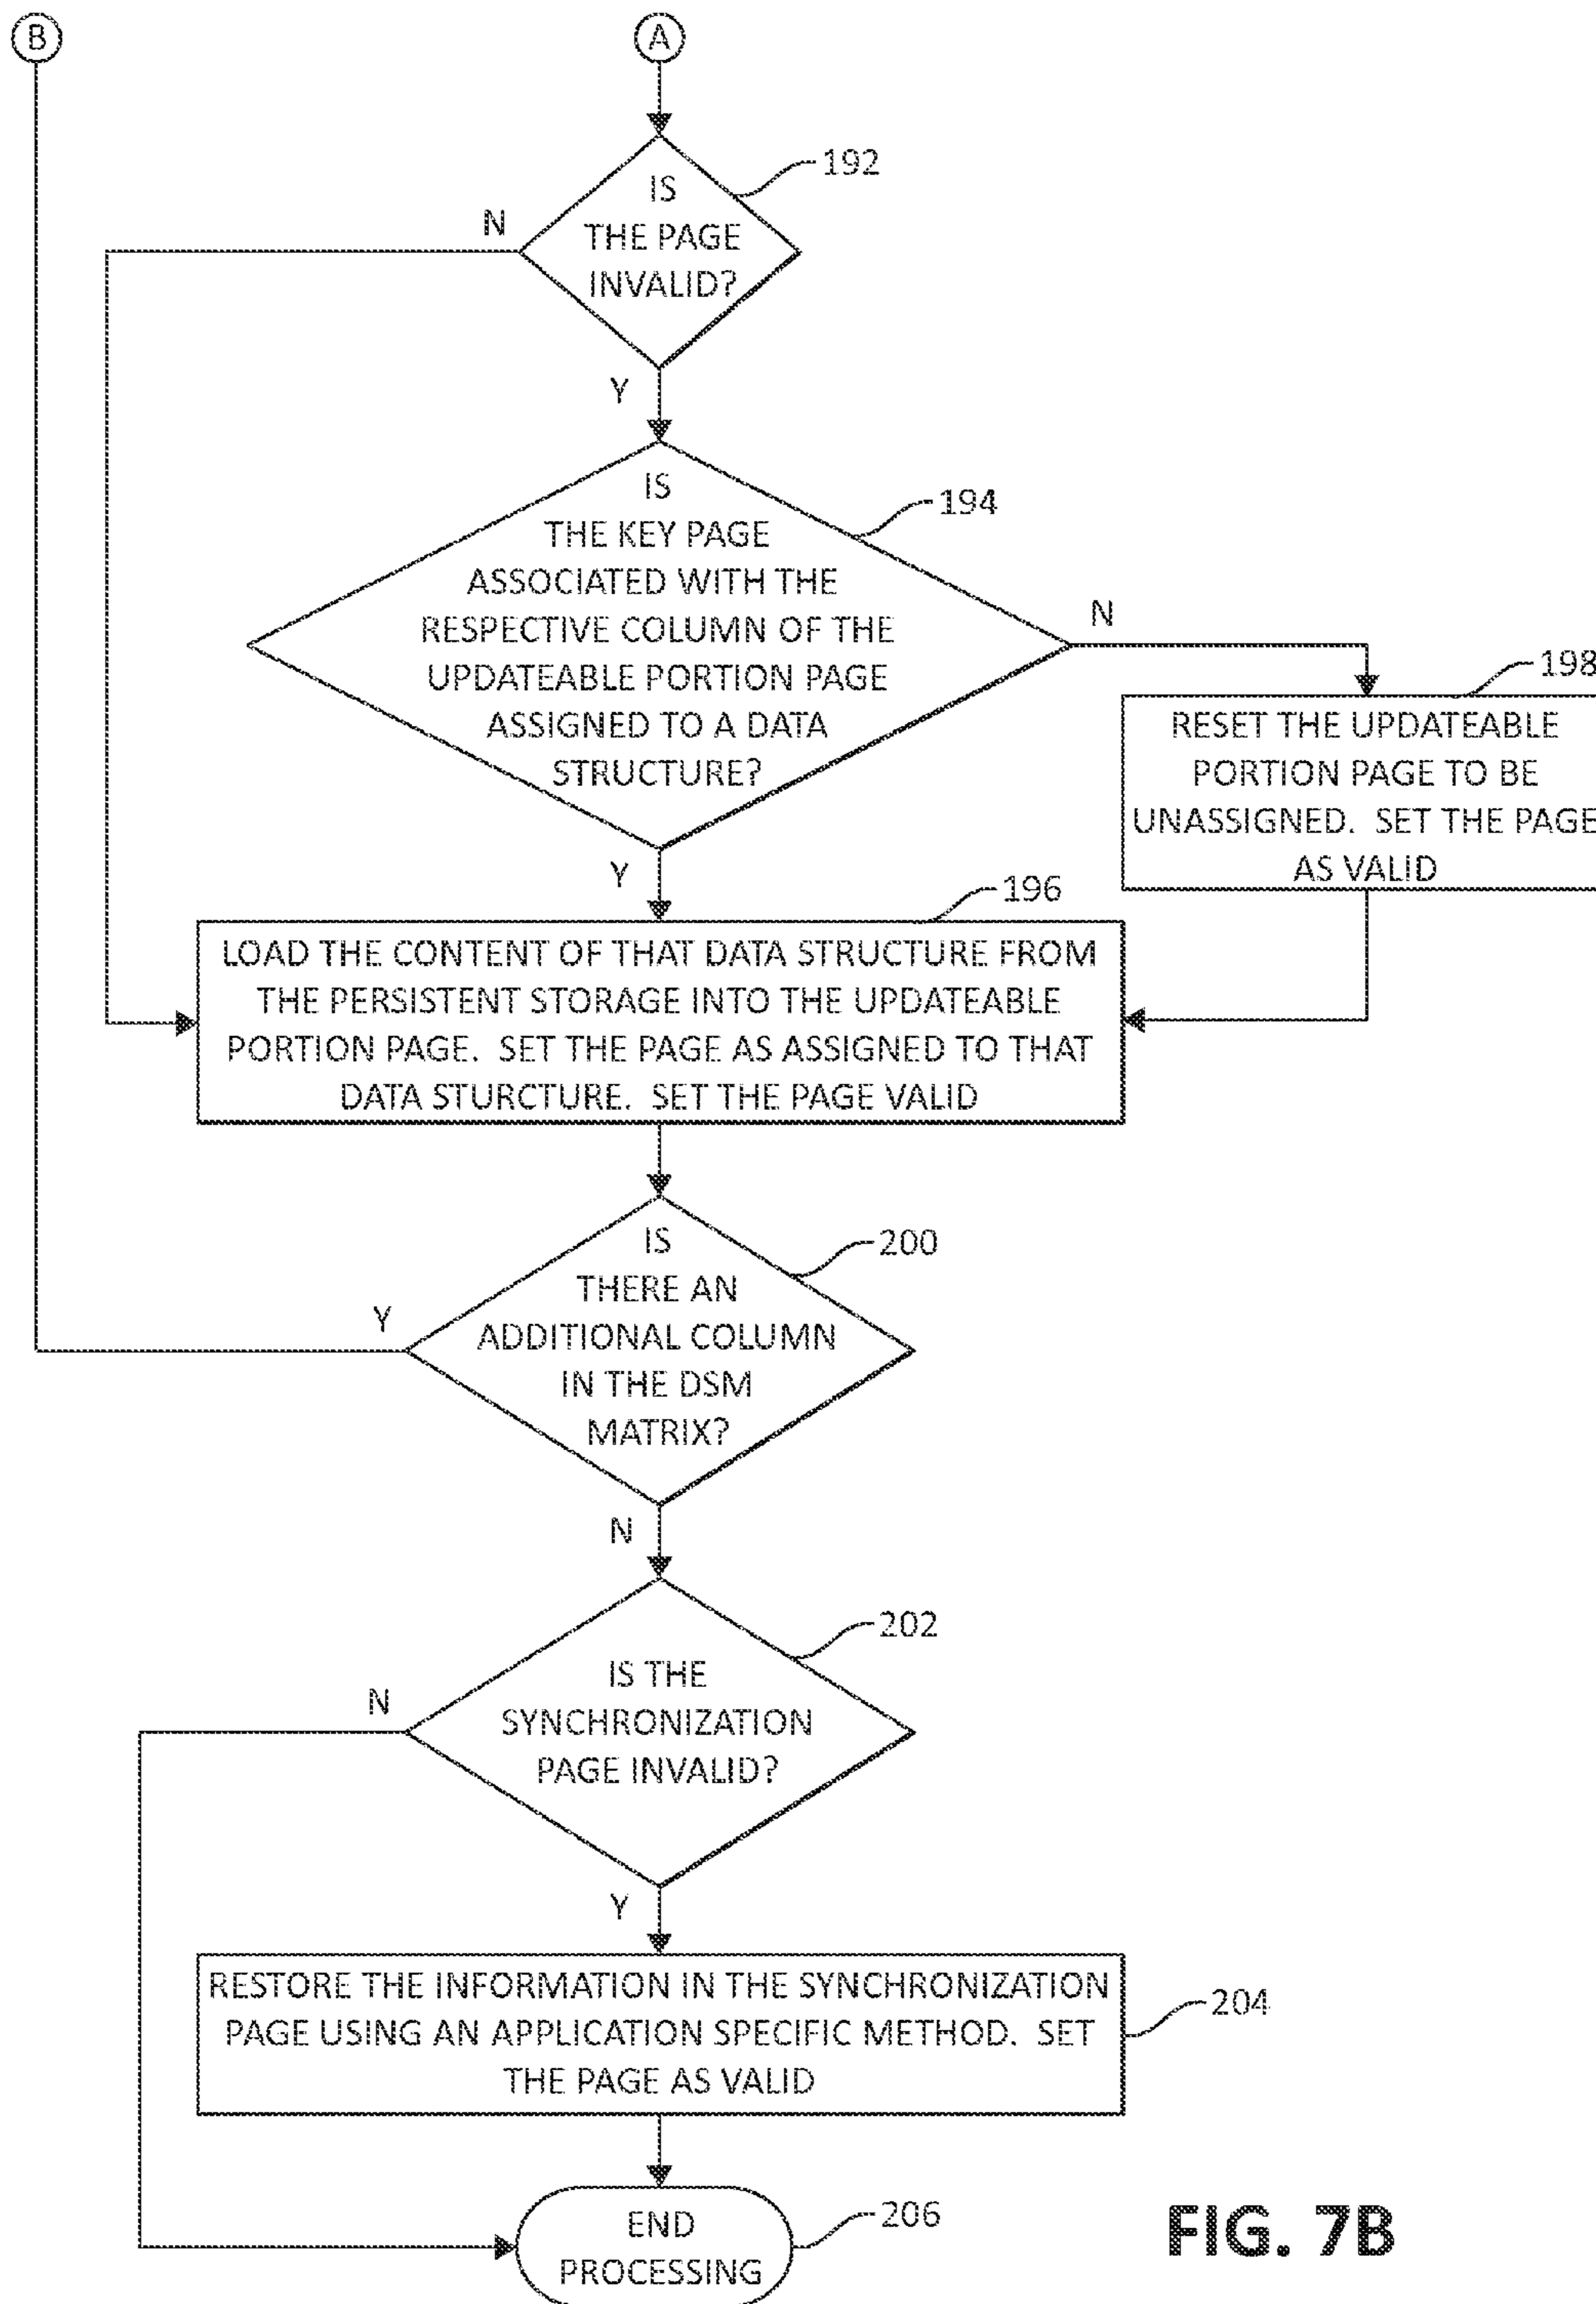 B
A
IS
THE PAGE
INVALID?
192
N
Y
IS
THE KEY PAGE
ASSOCIATED WITH THE
RESPECTIVE COLUMN OF THE
UPDATEABLE PORTION PAGE
ASSIGNED TO A DATA
STRUCTURE?
194
N
Y
198
RESET THE UPDATEABLE
PORTION PAGE TO BE
UNASSIGNED. SET THE PAGE
AS VALID
196
LOAD THE CONTENT OF THAT DATA STRUCTURE FROM
THE PERSISTENT STORAGE INTO THE UPDATEABLE
PORTION PAGE. SET THE PAGE AS ASSIGNED TO THAT
DATA STURCTURE. SET THE PAGE VALID
IS
THERE AN
ADDITIONAL COLUMN
IN THE DSM
MATRIX?
200
Y
N
IS THE
SYNCHRONIZATION
PAGE INVALID?
202
N
Y
RESTORE THE INFORMATION IN THE SYNCHRONIZATION
PAGE USING AN APPLICATION SPECIFIC METHOD. SET
THE PAGE AS VALID
204
END
PROCESSING
206
FIG. 7B